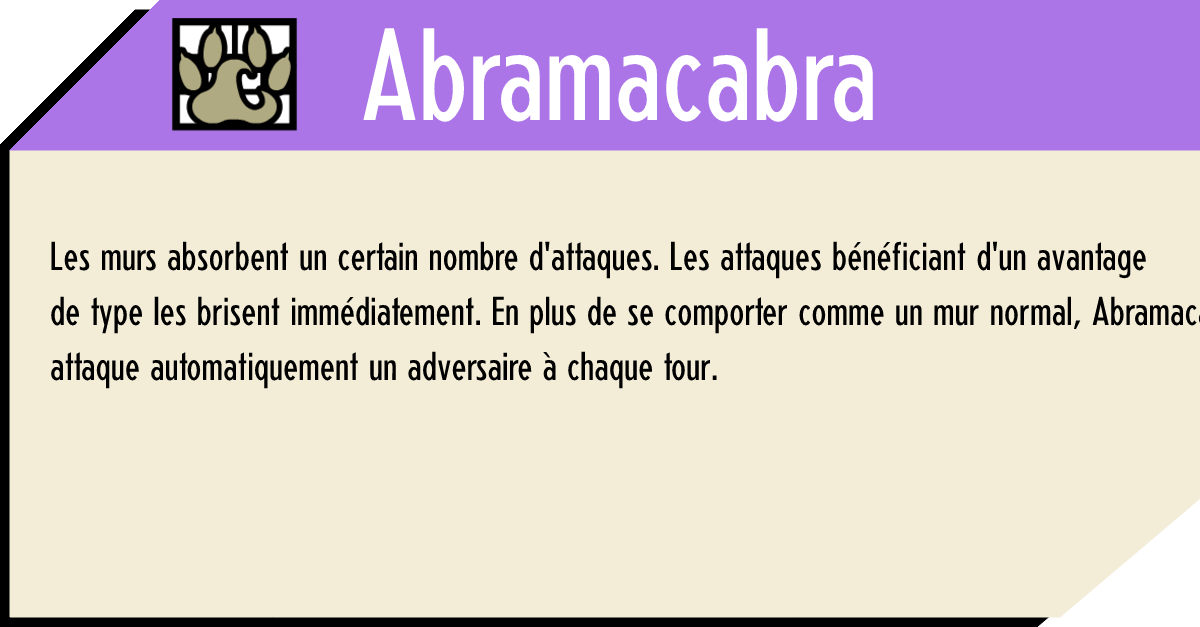 Abramacabra
Les murs absorbent un certain nombre d'attaques. Les attaques bénéficiant d'un avantage
de type les brisent immédiatement. En plus de se comporter comme un mur normal,
attaque automatiquement un adversaire à chaque tour.